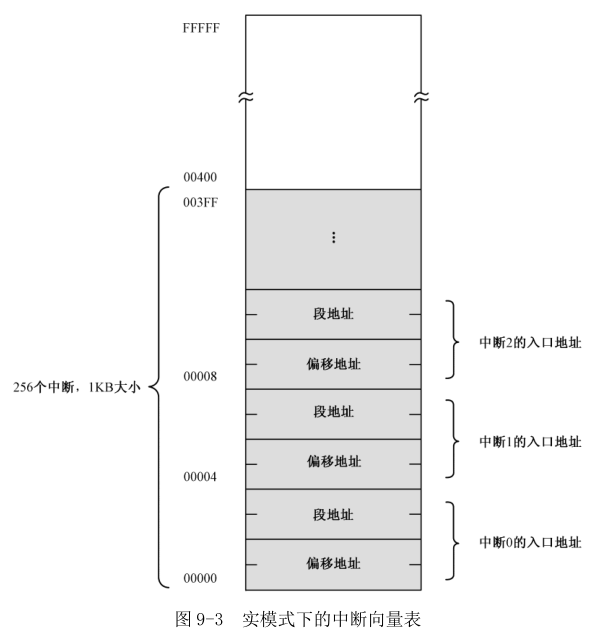 FFFFF
00400
003FF
⋮
段地址
中断2的入口地址
偏移地址
00008
256个中断，1KB大小
段地址
中断1的入口地址
偏移地址
00004
段地址
中断0的入口地址
偏移地址
00000
图 9-3 实模式下的中断向量表